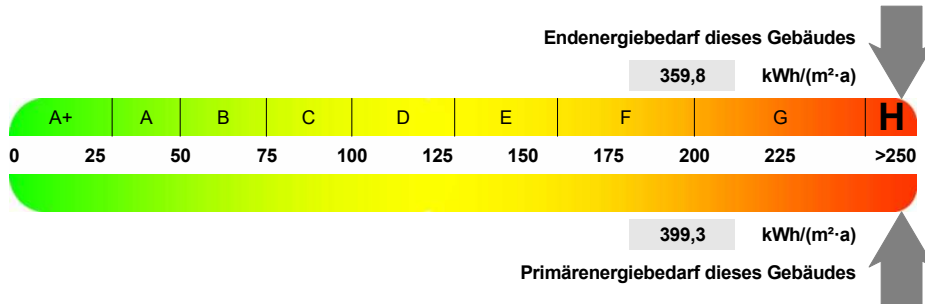 Endenergiebedarf dieses Gebäudes
359,8 kWh/(m²·a)
A+ A B C D E F G H
0 25 50 75 100 125 150 175 200 225 >250
399,3 kWh/(m²·a)
Primärenergiebedarf dieses Gebäudes